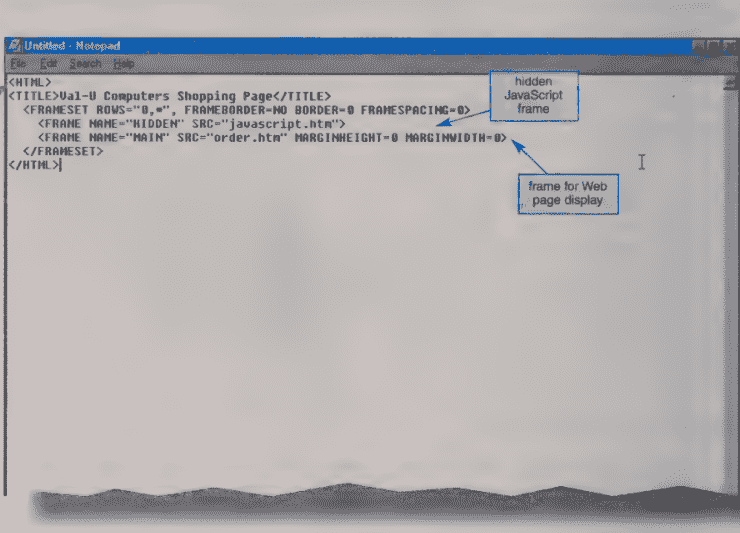 Untitled - Notepad
File Edit Search Help
<HTML>
<TITLE>Val-U Computers Shopping Page</TITLE>
<FRAMESET ROWS="0,*", FRAMEBORDER=NO BORDER=0 FRAMESPACING=0>
<FRAME NAME="HIDDEN" SRC="javascript.htm">
<FRAME NAME="MAIN" SRC="order.htm" MARGINHEIGHT=0 MARGINWIDTH=0>
</FRAMESET>
</HTML>
hidden
JavaScript
frame
frame for Web
page display